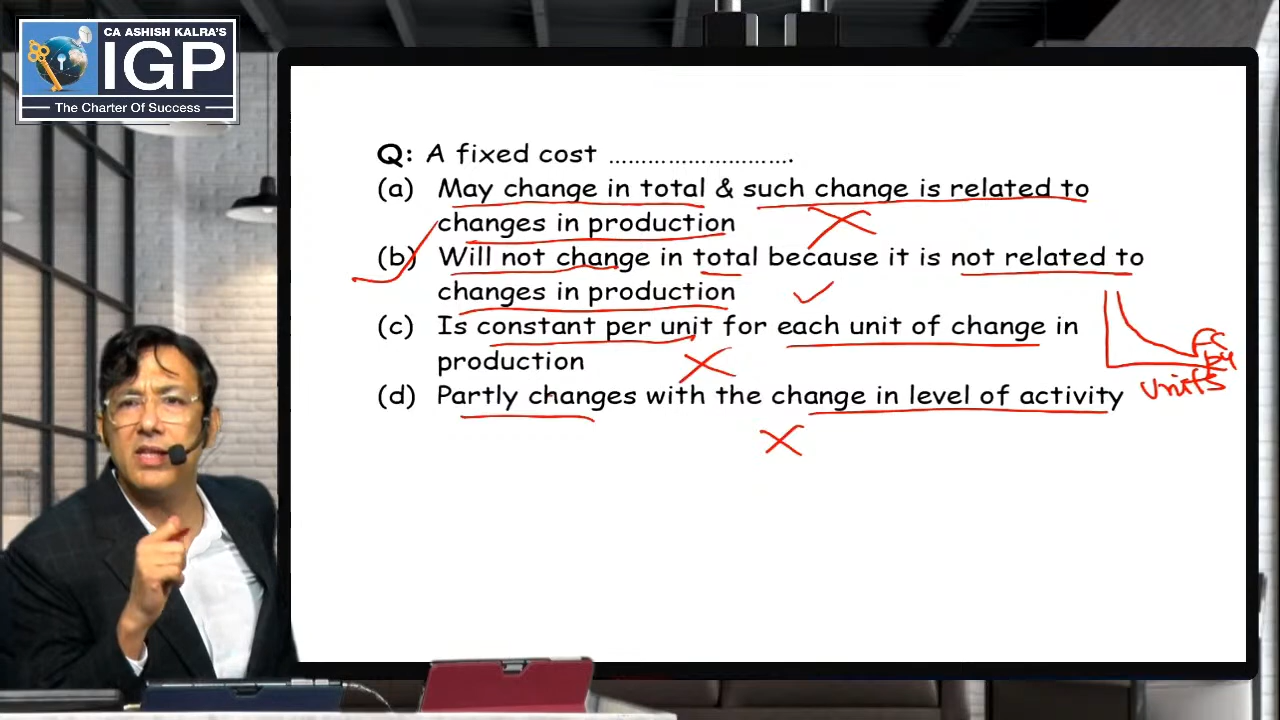 CA ASHISH KALRA'S
IGP
The Charter Of Success
Q: A fixed cost ............................
(a) May change in total & such change is related to
changes in production
(b) Will not change in total because it is not related to
changes in production
(c) Is constant per unit for each unit of change in
production
(d) Partly changes with the change in level of activity
FC
PU
units